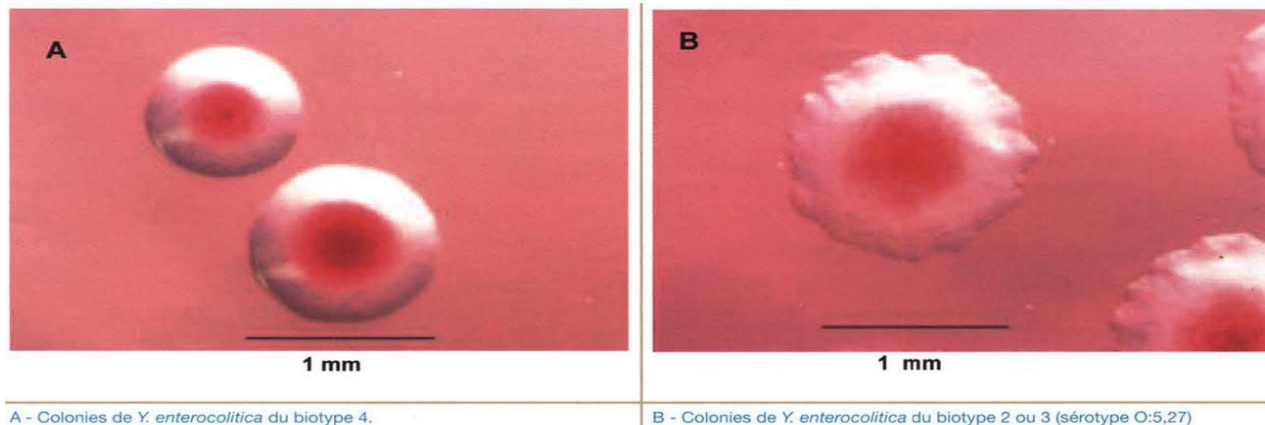 A
B
1 mm
1 mm
A - Colonies de Y. enterocolitica du biotype 4.
B - Colonies de Y. enterocolitica du biotype 2 ou 3 (sérotype O:5,27)